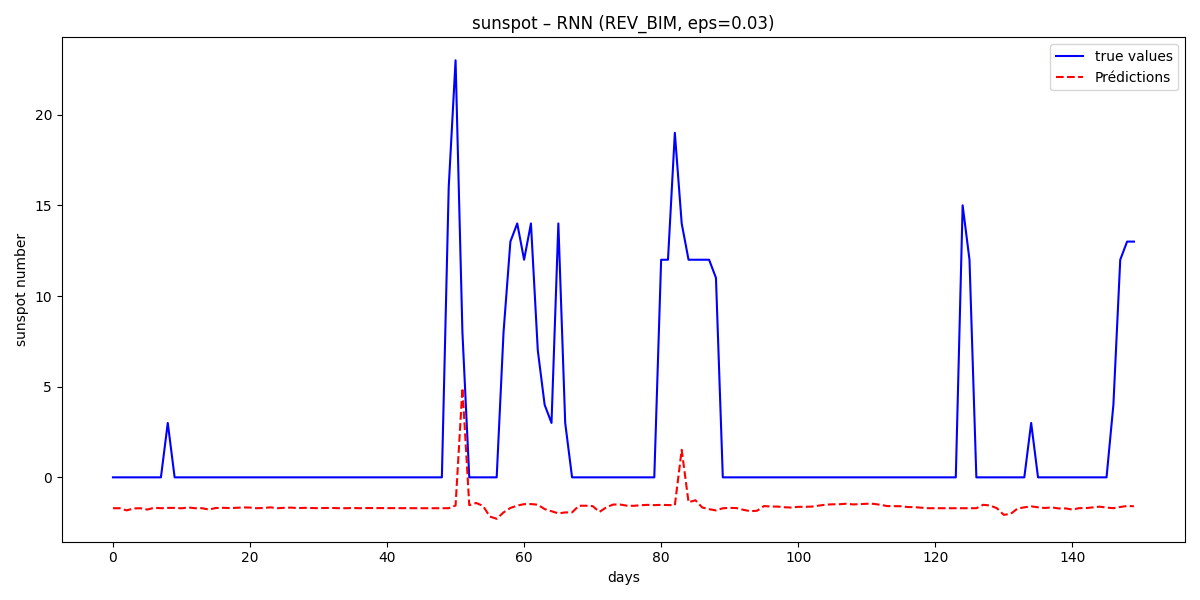 sunspot – RNN (REV_BIM, eps=0.03)
true values
Prédictions
sunspot number
20
15
10
5
0
0 20 40 60 80 100 120 140
days